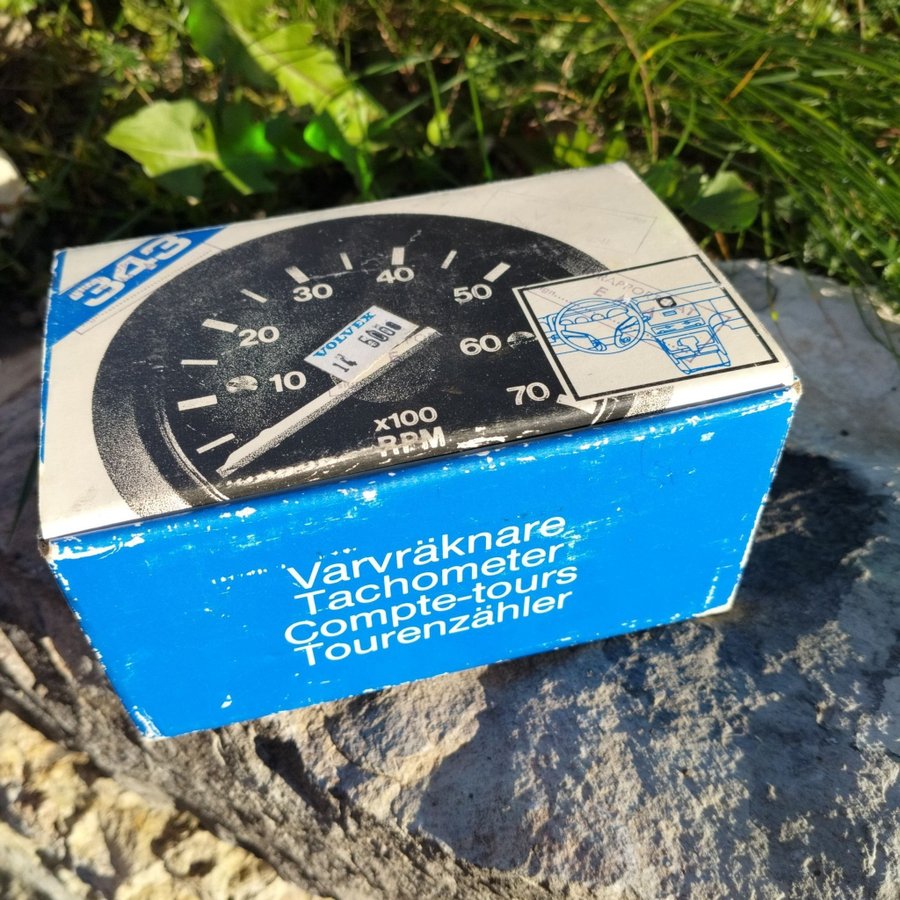 343
40
30
50
20
60
10
70
VOLVEX
x100
RPM
Varvräknare
Tachometer
Compte-tours
Tourenzähler